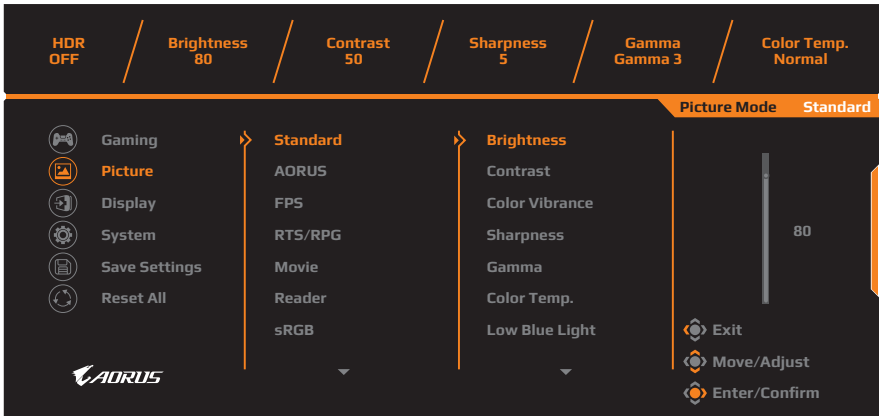 HDR
OFF
Brightness
80
Contrast
50
Sharpness
5
Gamma
Gamma 3
Color Temp.
Normal
Picture Mode Standard
Gaming
Picture
Display
System
Save Settings
Reset All
Standard
AORUS
FPS
RTS/RPG
Movie
Reader
sRGB
Brightness
Contrast
Color Vibrance
Sharpness
Gamma
Color Temp.
Low Blue Light
80
Exit
Move/Adjust
Enter/Confirm
AORUS